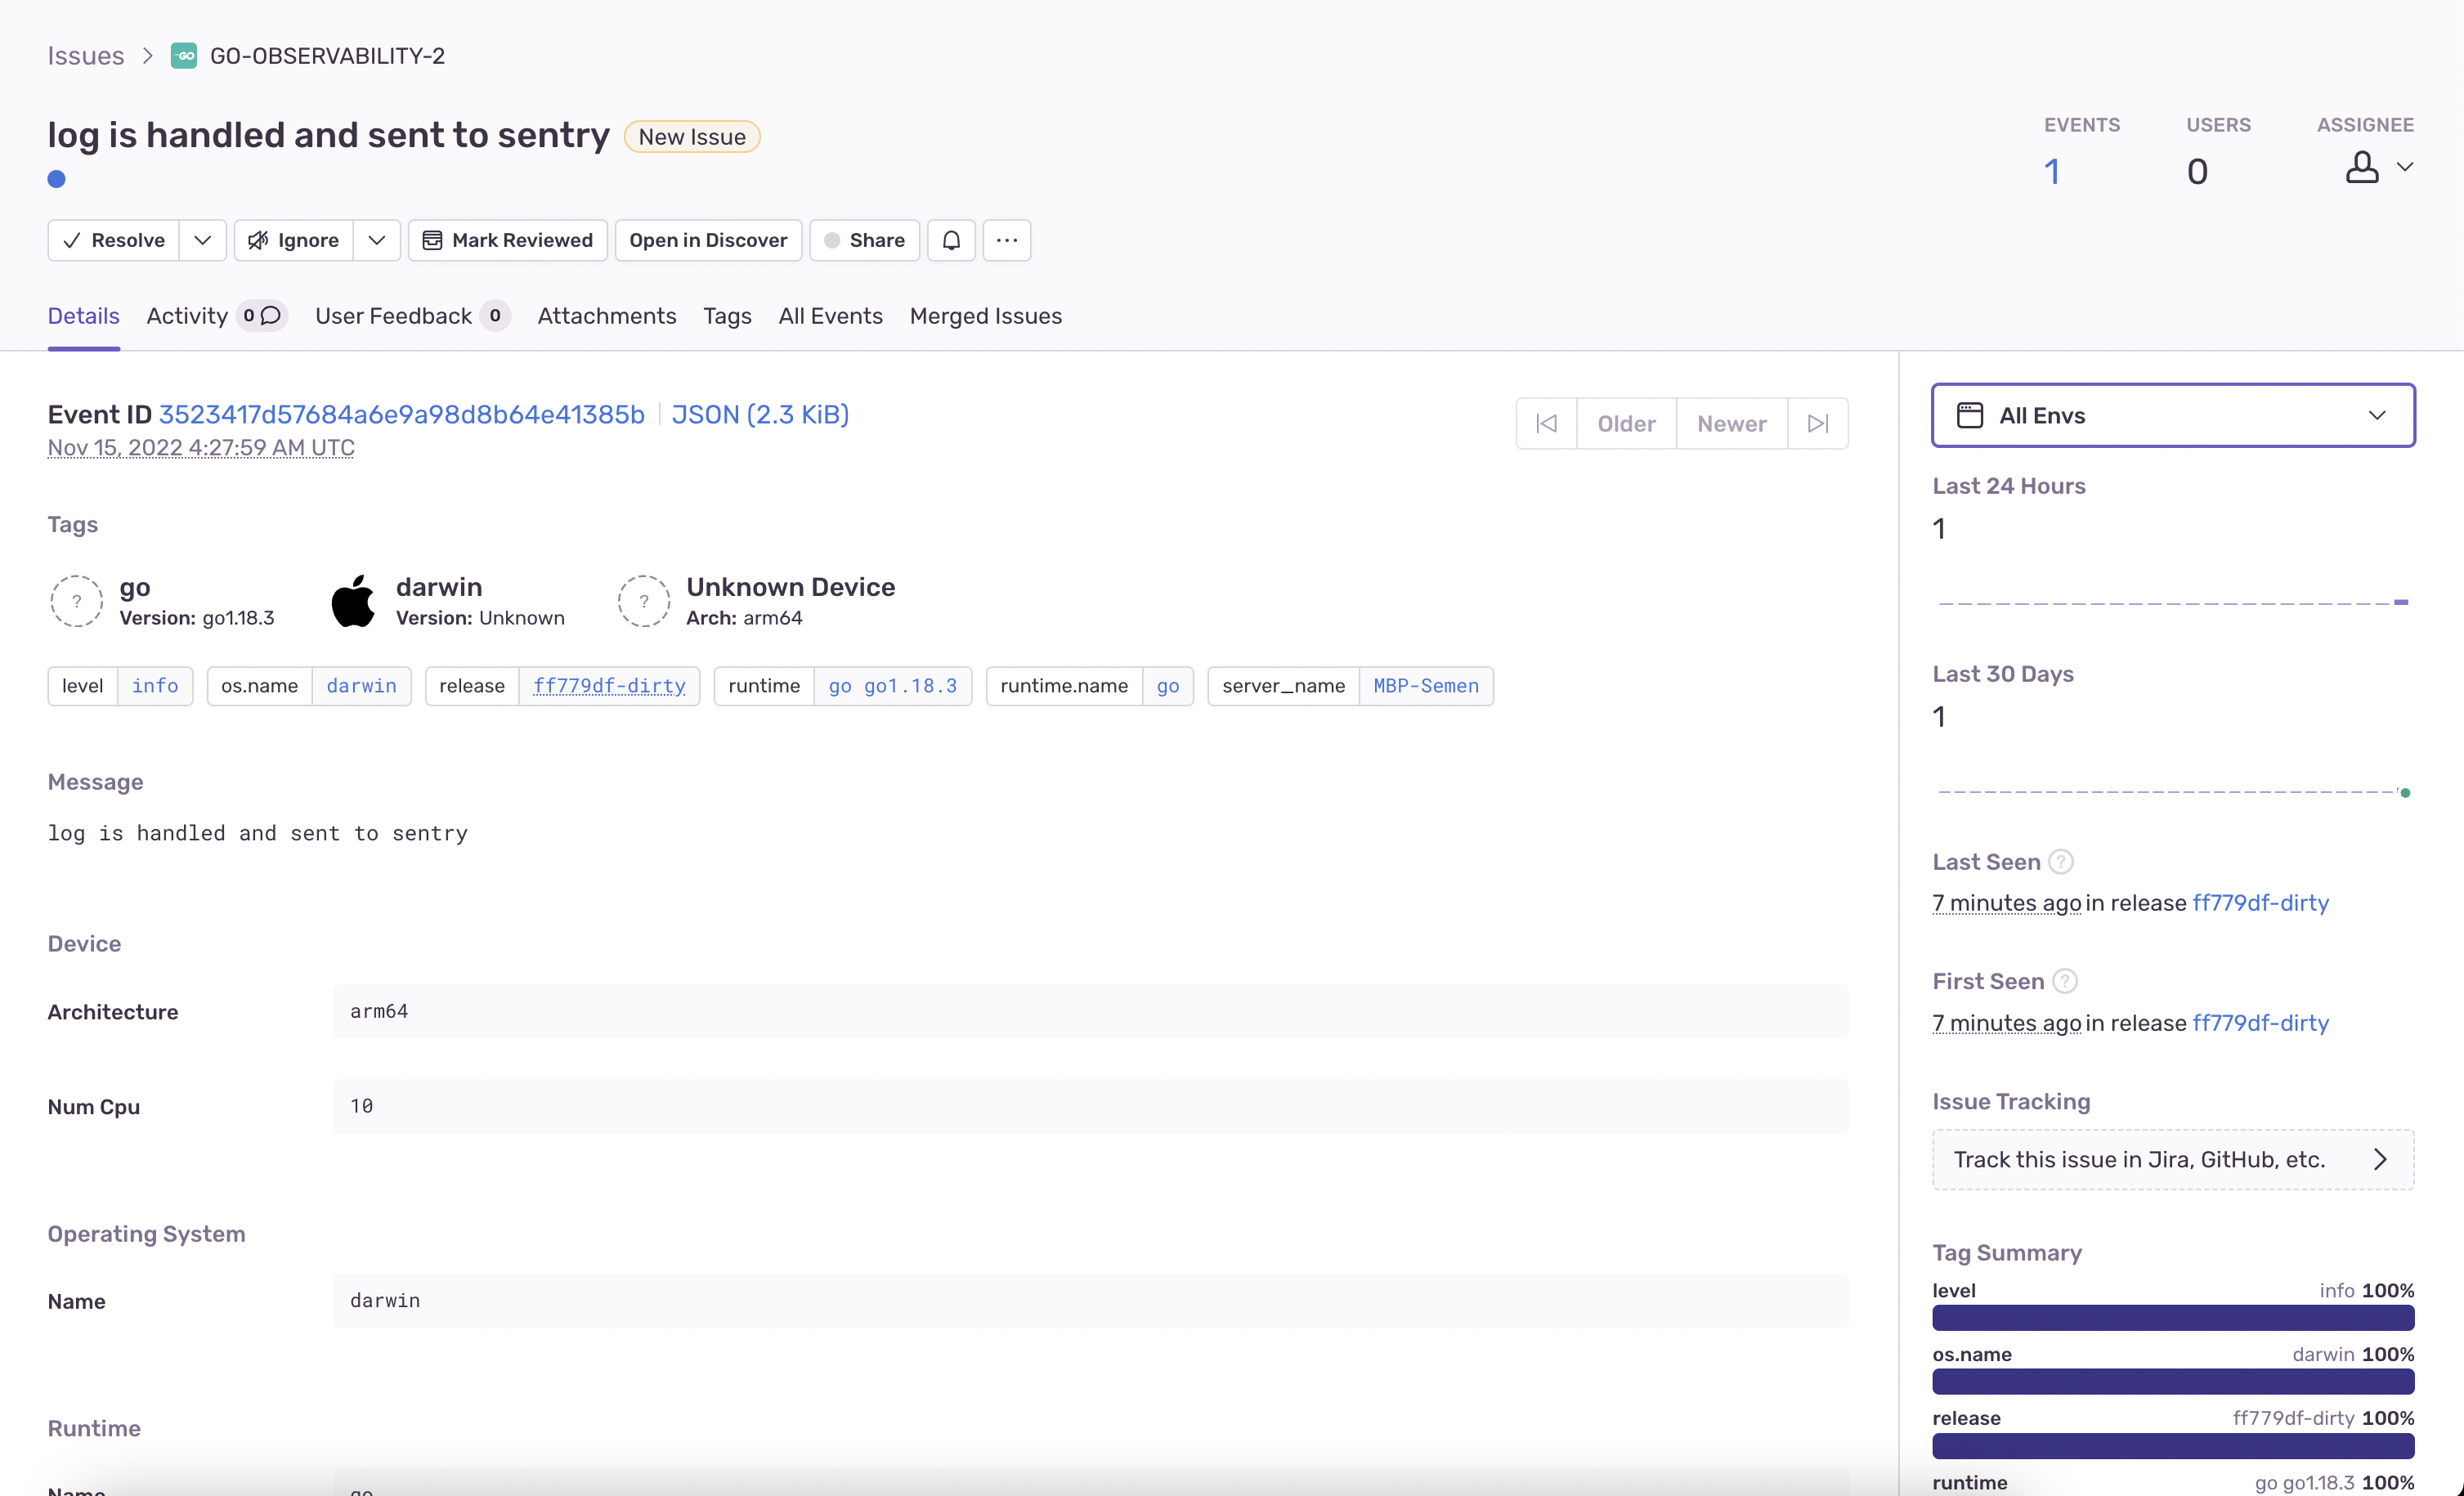 Issues > GO GO-OBSERVABILITY-2
log is handled and sent to sentry New Issue
EVENTS USERS ASSIGNEE
1 0
Resolve Ignore Mark Reviewed Open in Discover Share ...
Details Activity 0 User Feedback 0 Attachments Tags All Events Merged Issues
Event ID 3523417d57684a6e9a98d8b64e41385b | JSON (2.3 KiB)
Nov 15, 2022 4:27:59 AM UTC
Older Newer
Tags
? go
Version: go1.18.3
darwin
Version: Unknown
? Unknown Device
Arch: arm64
level info os.name darwin release ff779df-dirty runtime go go1.18.3 runtime.name go server_name MBP-Semen
Message
log is handled and sent to sentry
Device
Architecture arm64
Num Cpu 10
Operating System
Name darwin
Runtime
Name go
All Envs
Last 24 Hours
1
Last 30 Days
1
Last Seen ?
7 minutes ago in release ff779df-dirty
First Seen ?
7 minutes ago in release ff779df-dirty
Issue Tracking
Track this issue in Jira, GitHub, etc.
Tag Summary
level info 100%
os.name darwin 100%
release ff779df-dirty 100%
runtime go go1.18.3 100%